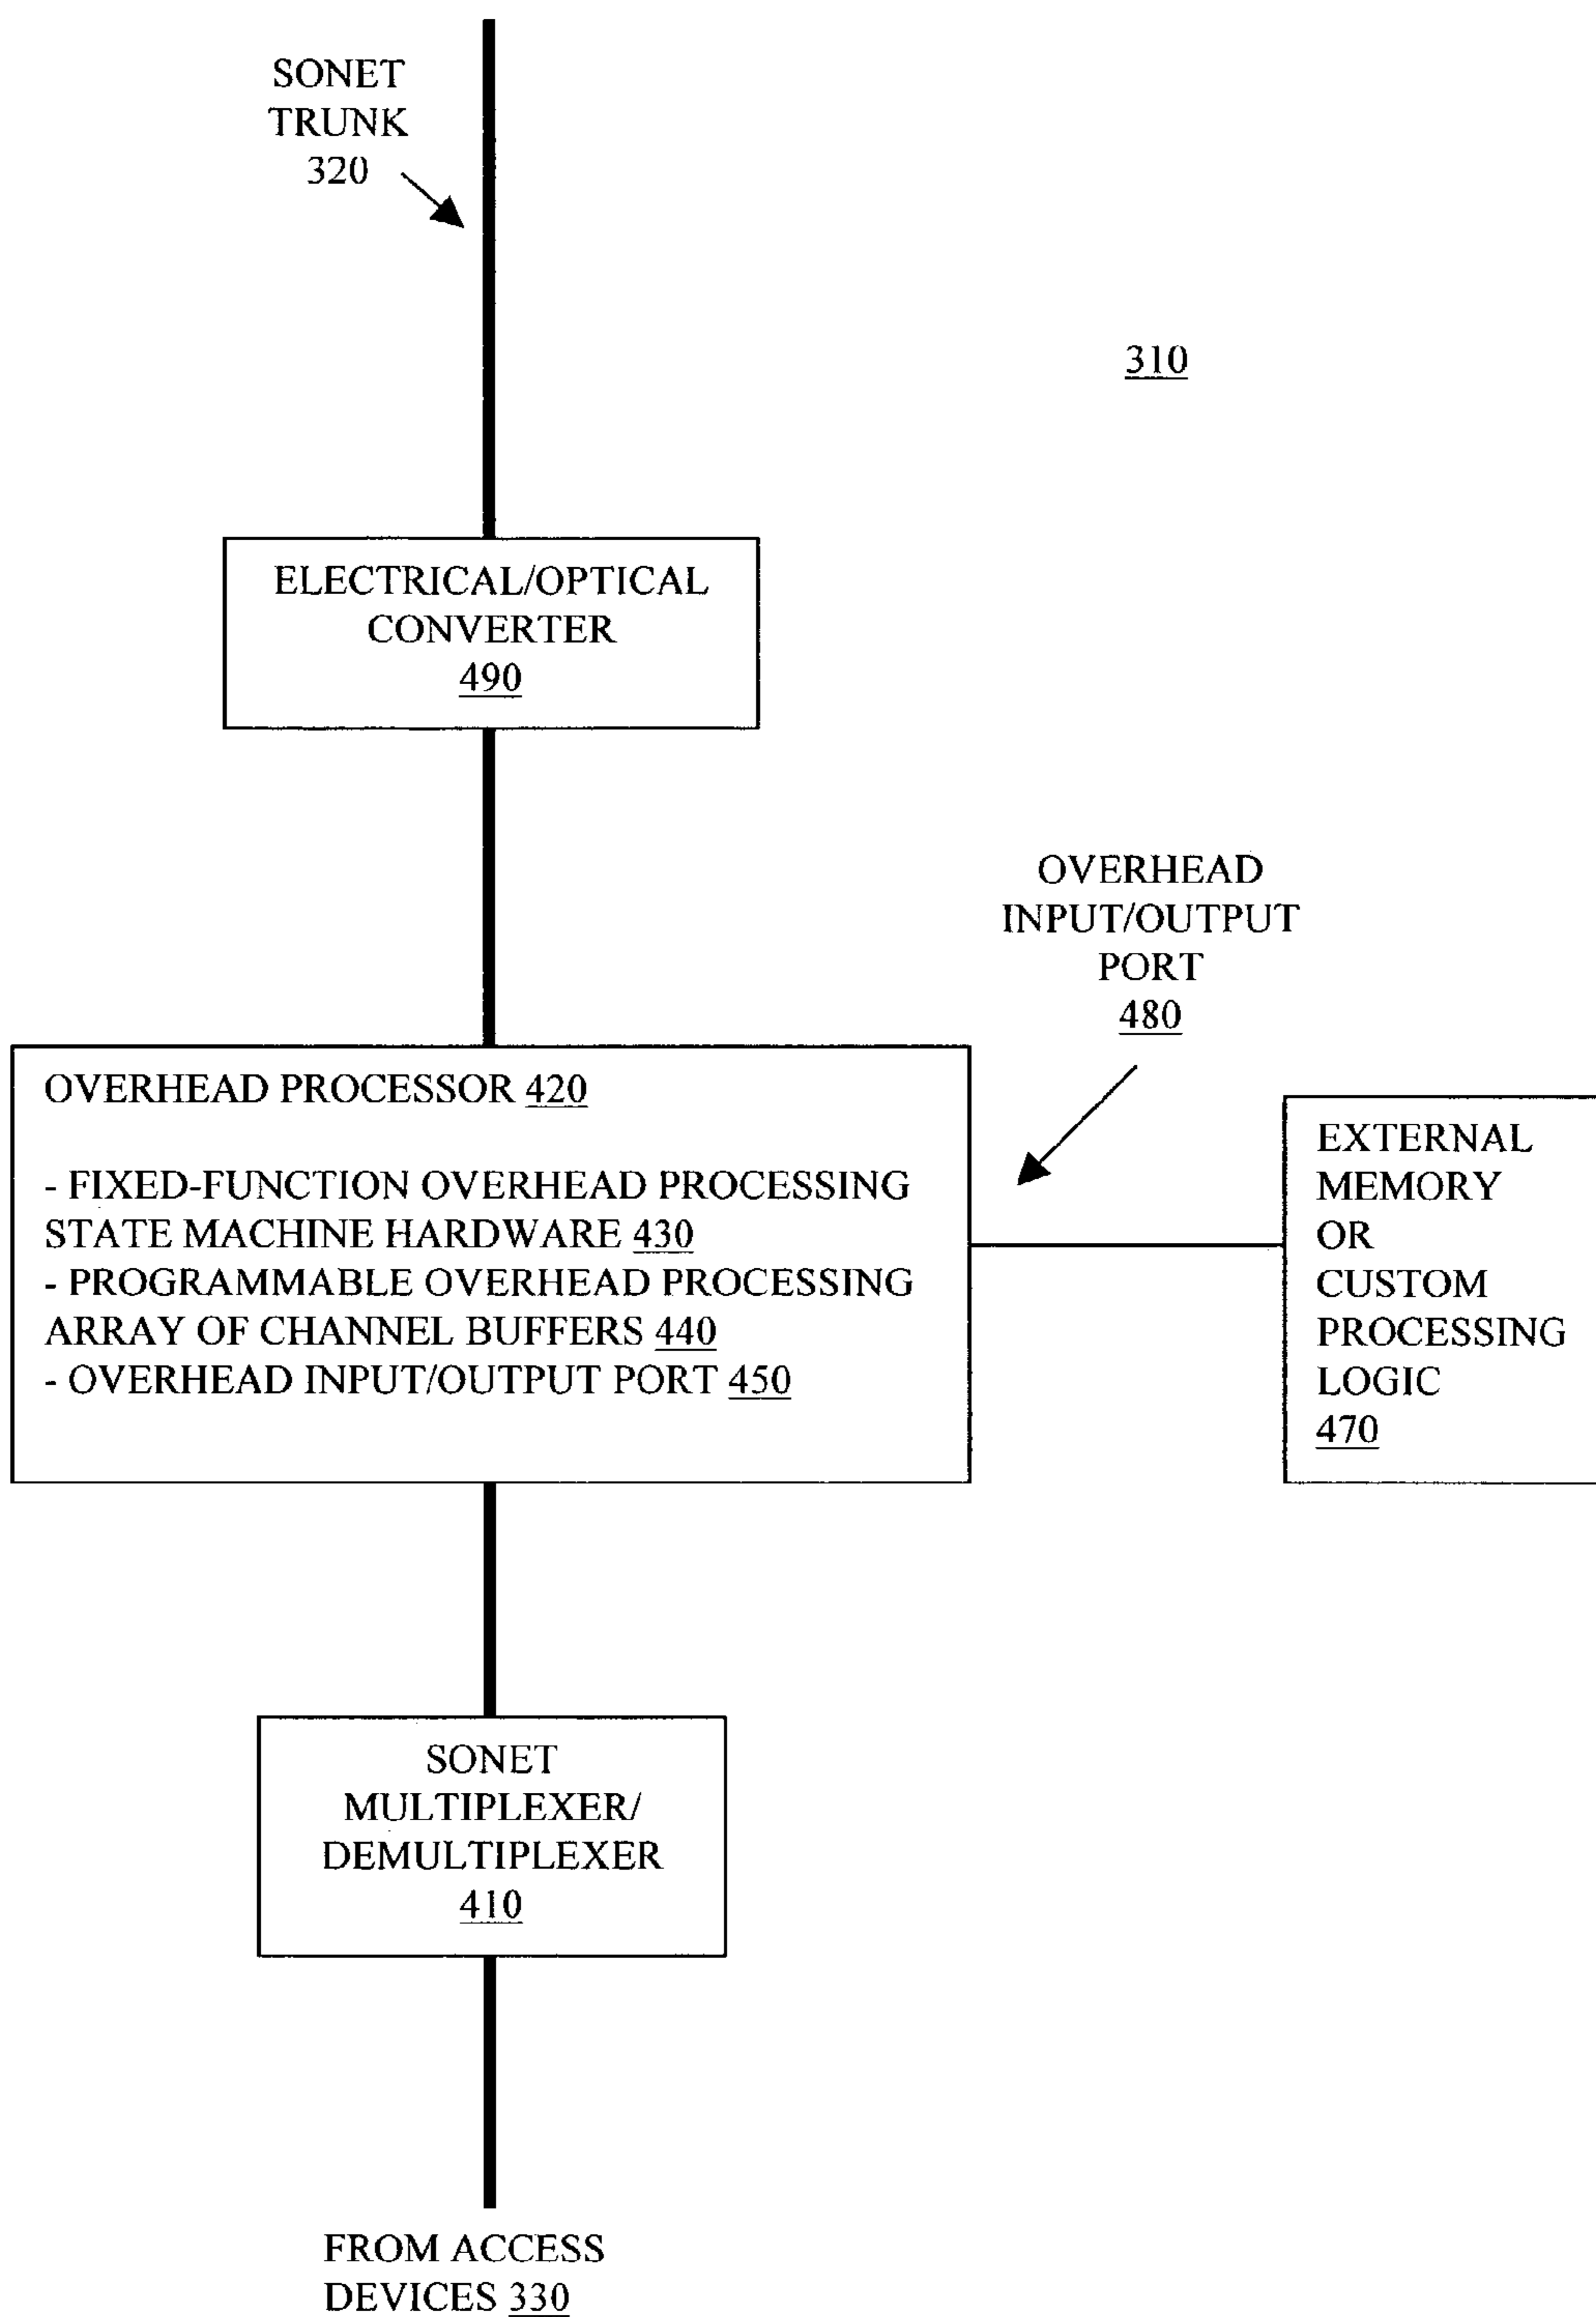 SONET
TRUNK
320
310
ELECTRICAL/OPTICAL
CONVERTER
490
OVERHEAD
INPUT/OUTPUT
PORT
480
OVERHEAD PROCESSOR 420
- FIXED-FUNCTION OVERHEAD PROCESSING
STATE MACHINE HARDWARE 430
- PROGRAMMABLE OVERHEAD PROCESSING
ARRAY OF CHANNEL BUFFERS 440
- OVERHEAD INPUT/OUTPUT PORT 450
EXTERNAL
MEMORY
OR
CUSTOM
PROCESSING
LOGIC
470
SONET
MULTIPLEXER/
DEMULTIPLEXER
410
FROM ACCESS
DEVICES 330